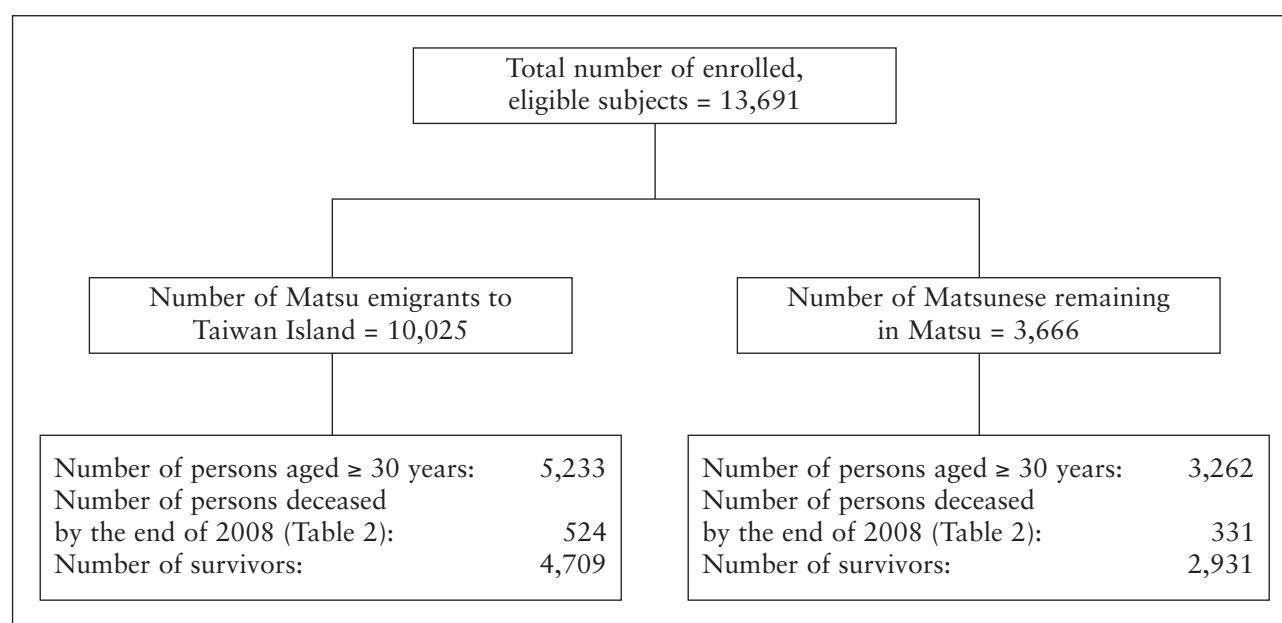 Total number of enrolled,
eligible subjects = 13,691
Number of Matsu emigrants to
Taiwan Island = 10,025
Number of Matsunese remaining
in Matsu = 3,666
Number of persons aged ≥ 30 years: 5,233
Number of persons deceased
by the end of 2008 (Table 2): 524
Number of survivors: 4,709
Number of persons aged ≥ 30 years: 3,262
Number of persons deceased
by the end of 2008 (Table 2): 331
Number of survivors: 2,931